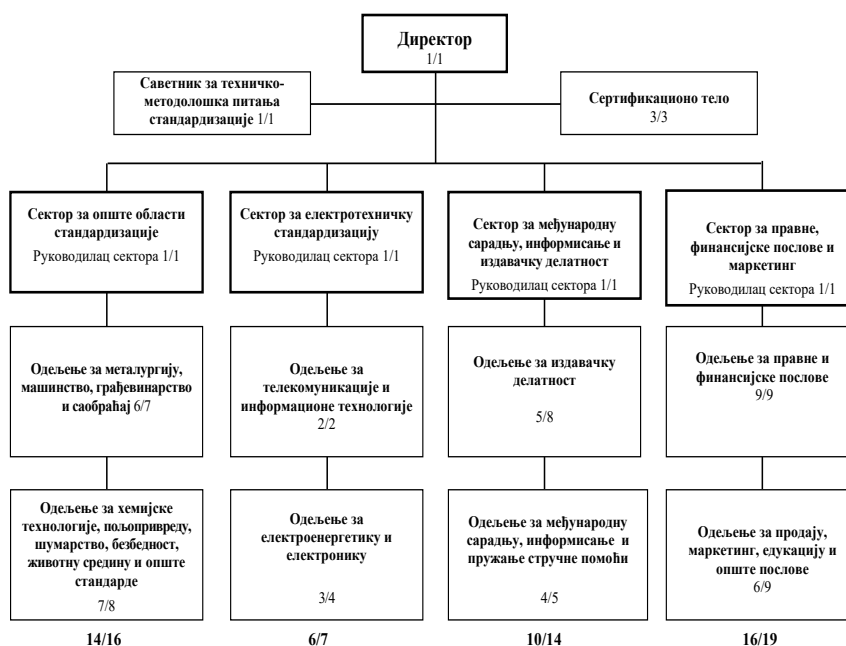 Директор
1/1
Саветник за техничко-
методолошка питања
стандардизације 1/1
Сертификационо тело
3/3
Сектор за опште области
стандардизације
Руководилац сектора 1/1
Сектор за електротехничку
стандардизацију
Руководилац сектора 1/1
Сектор за међународну
сарадњу, информисање и
издавачку делатност
Руководилац сектора 1/1
Сектор за правне,
финансијске послове и
маркетинг
Руководилац сектора 1/1
Одељење за металургију,
машинство, грађевинарство
и саобраћај 6/7
Одељење за
телекомуникације и
информационе технологије
2/2
Одељење за издавачку
делатност
5/8
Одељење за правне и
финансијске послове
9/9
Одељење за хемијске
технологије, пољопривреду,
шумарство, безбедност,
животну средину и опште
стандарде
7/8
Одељење за
електроенергетику и
електронику
3/4
Одељење за међународну
сарадњу, информисање и
пружање стручне помоћи
4/5
Одељење за продају,
маркетинг, едукацију и
опште послове
6/9
14/16
6/7
10/14
16/19